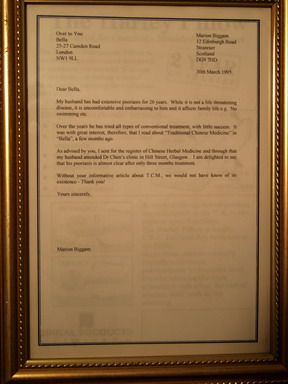 Over to You
Bella
25-27 Camden Road
London
NW1 9LL
Marion Biggam
12 Edinburgh Road
Stranraer
Scotland
DG9 7HD
30th March 1995
Dear Bella,
My husband has had extensive psoriasis for 26 years. While it is not a life threatening
disease, it is uncomfortable and embarrassing to him and it affects family life e.g. No
swimming etc.
Over the years he has tried all types of conventional treatment, with little success. It
was with great interest, therefore, that I read about "Traditional Chinese Medicine" in
"Bella", a few months ago.
As advised by you, I sent for the register of Chinese Herbal Medicine and through that
my husband attended Dr Chen's clinic in Hill Street, Glasgow. I am delighted to say
that his psoriasis is almost clear after only three months treatment.
Without your informative article about T.C.M., we would not have know of its
existence - Thank you!
Yours sincerely,
Marion Biggam